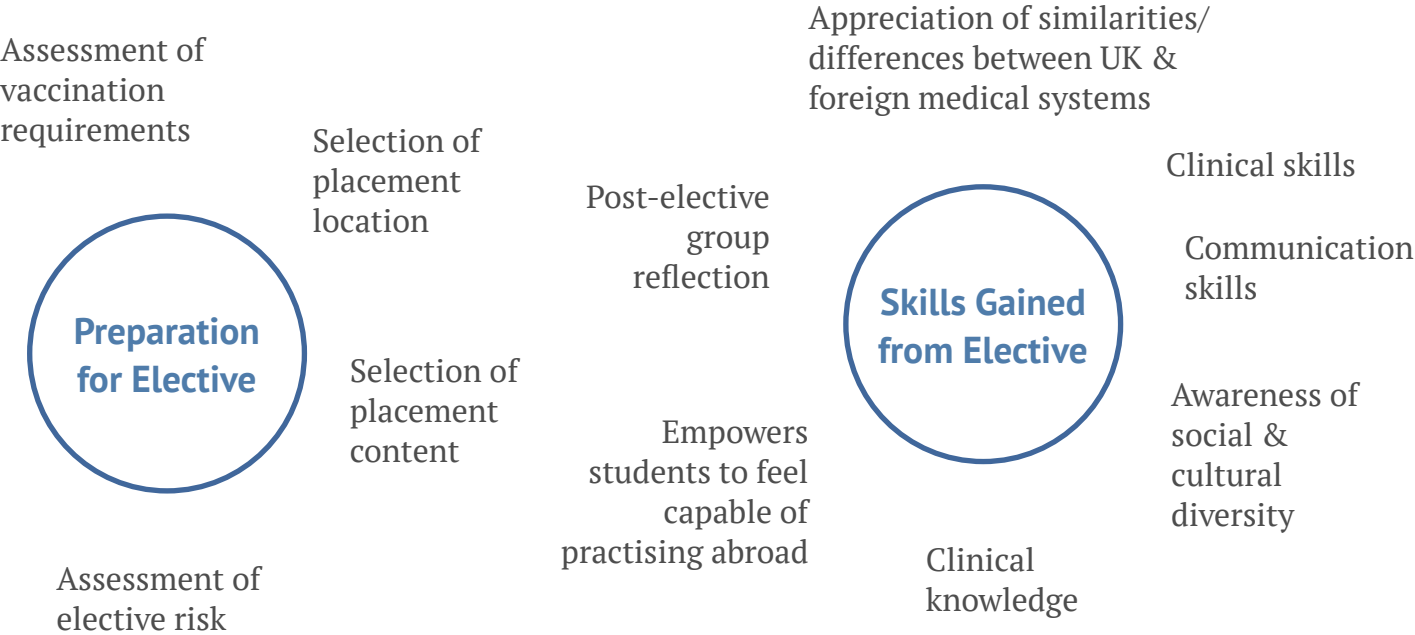 Assessment of
vaccination
requirements
Selection of
placement
location
Preparation
for Elective
Selection of
placement
content
Assessment of
elective risk
Appreciation of similarities/
differences between UK &
foreign medical systems
Post-elective
group
reflection
Clinical skills
Communication
skills
Skills Gained
from Elective
Empowers
students to feel
capable of
practising abroad
Awareness of
social &
cultural
diversity
Clinical
knowledge